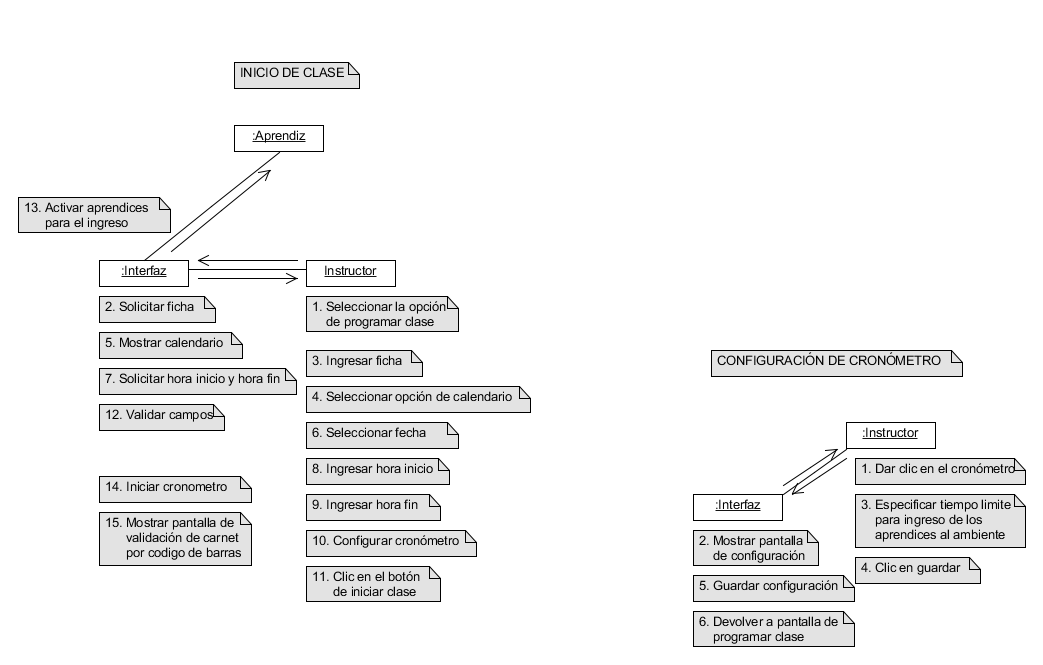 INICIO DE CLASE
:Aprendiz
13. Activar aprendices
para el ingreso
:Interfaz
2. Solicitar ficha
5. Mostrar calendario
7. Solicitar hora inicio y hora fin
12. Validar campos
14. Iniciar cronometro
15. Mostrar pantalla de
validación de carnet
por codigo de barras
Instructor
1. Seleccionar la opción
de programar clase
3. Ingresar ficha
4. Seleccionar opción de calendario
6. Seleccionar fecha
8. Ingresar hora inicio
9. Ingresar hora fin
10. Configurar cronómetro
11. Clic en el botón
de iniciar clase
CONFIGURACIÓN DE CRONÓMETRO
:Instructor
1. Dar clic en el cronómetro
3. Especificar tiempo limite
para ingreso de los
aprendices al ambiente
4. Clic en guardar
:Interfaz
2. Mostrar pantalla
de configuración
5. Guardar configuración
6. Devolver a pantalla de
programar clase